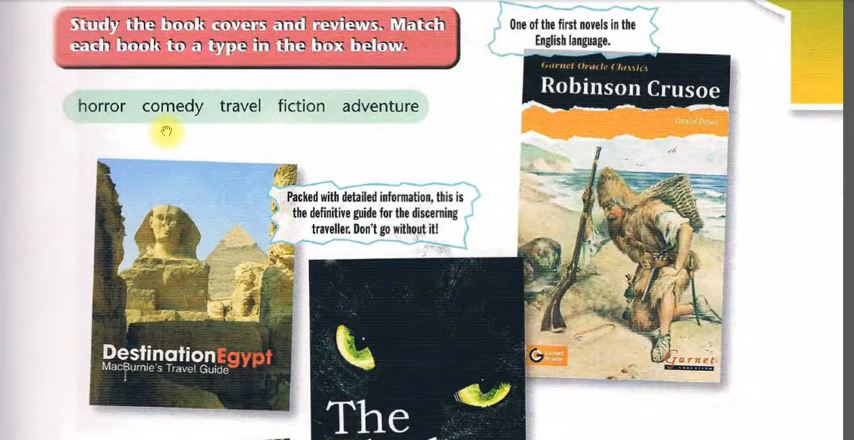 Study the book covers and reviews. Match
each book to a type in the box below.
horror comedy travel fiction adventure
One of the first novels in the
English language.
Garnet Oracle Classics
Robinson Crusoe
Daniel Defoe
Packed with detailed information, this is
the definitive guide for the discerning
traveller. Don't go without it!
DestinationEgypt
MacBurnie's Travel Guide
The
Garnet
Oracle
Garnet
EDUCATION